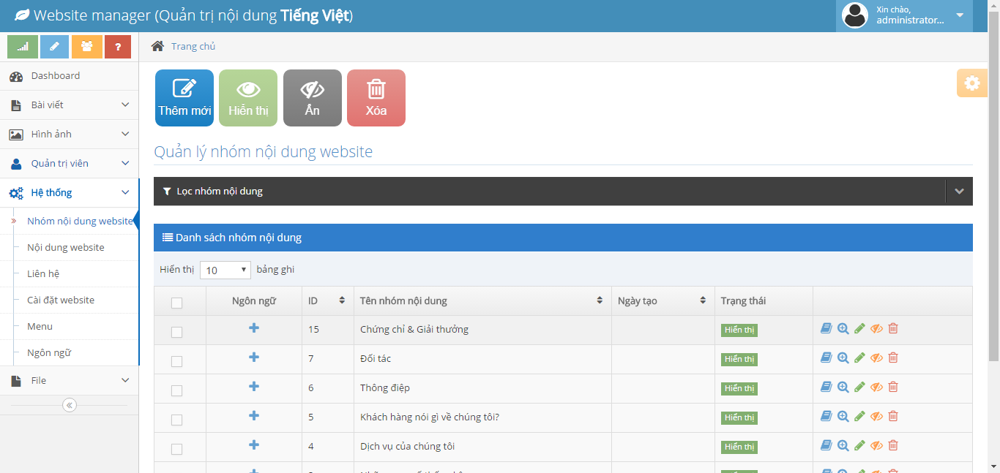 Website manager (Quản trị nội dung Tiếng Việt)
Xin chào,
administrator...
?
Trang chủ
Dashboard
Bài viết
Hình ảnh
Quản trị viên
Hệ thống
Nhóm nội dung website
Nội dung website
Liên hệ
Cài đặt website
Menu
Ngôn ngữ
File
Thêm mới
Hiển thị
Ẩn
Xóa
Quản lý nhóm nội dung website
Lọc nhóm nội dung
Danh sách nhóm nội dung
Hiển thị 10 bảng ghi
Ngôn ngữ ID Tên nhóm nội dung Ngày tạo Trạng thái
15 Chứng chỉ & Giải thưởng Hiển thị
7 Đối tác Hiển thị
6 Thông điệp Hiển thị
5 Khách hàng nói gì về chúng tôi? Hiển thị
4 Dịch vụ của chúng tôi Hiển thị